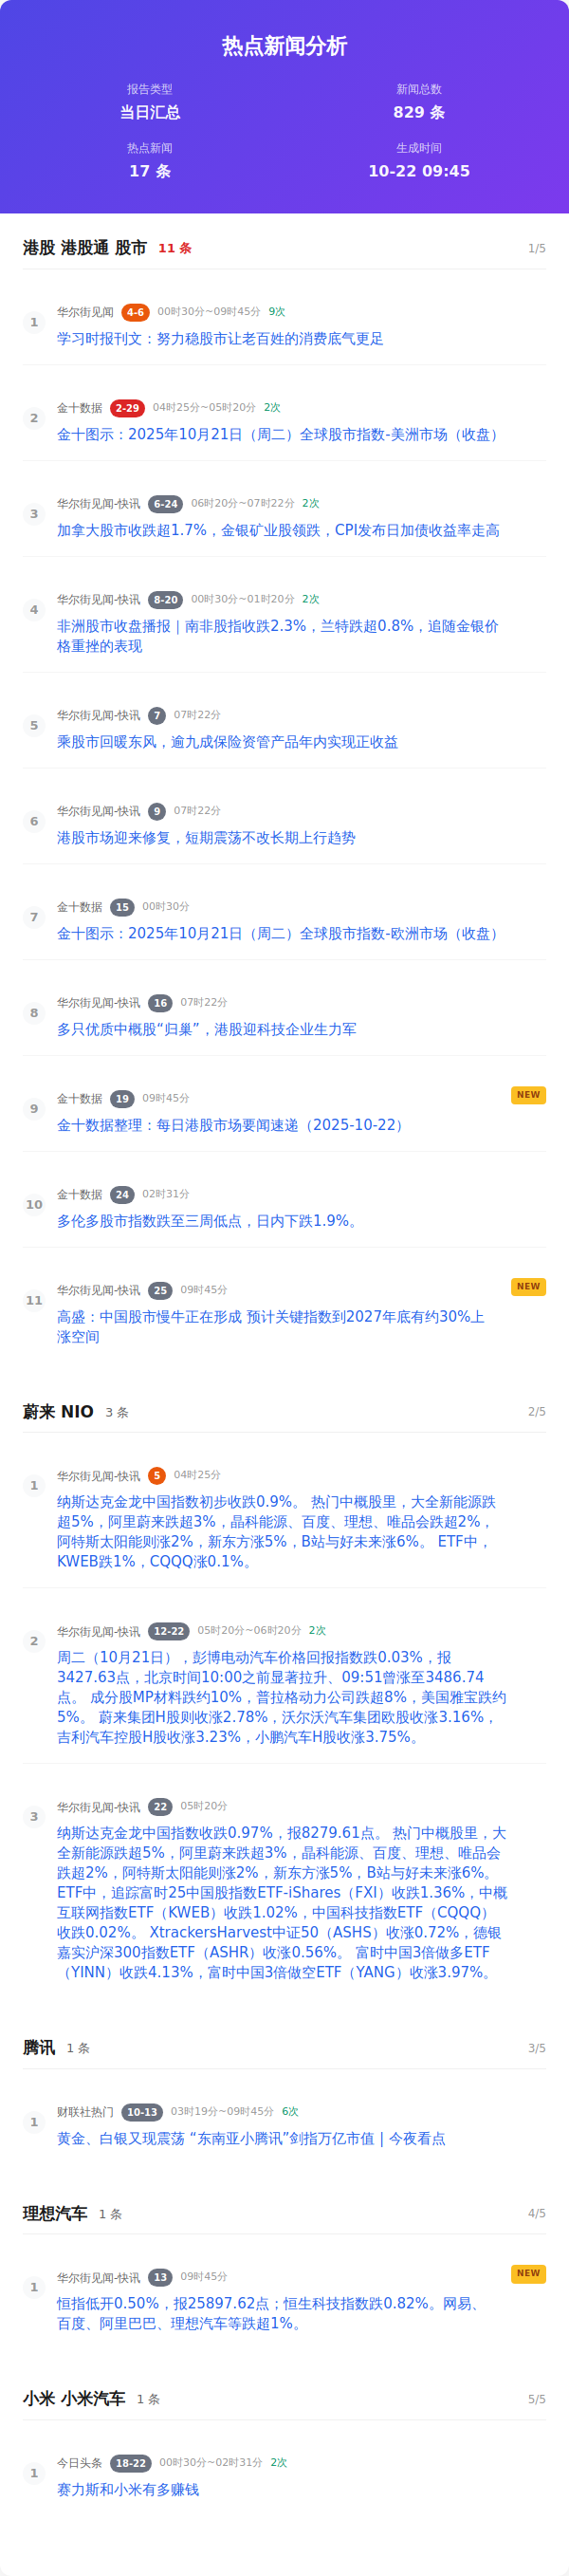 热点新闻分析
报告类型
新闻总数
当日汇总
829 条
热点新闻
生成时间
17 条
10-22 09:45
港股 港股通 股市 11 条 1/5
1 华尔街见闻 4-6 00时30分~09时45分 9次
学习时报刊文：努力稳股市让老百姓的消费底气更足
2 金十数据 2-29 04时25分~05时20分 2次
金十图示：2025年10月21日（周二）全球股市指数-美洲市场（收盘）
3 华尔街见闻-快讯 6-24 06时20分~07时22分 2次
加拿大股市收跌超1.7%，金银矿业股领跌，CPI发布日加债收益率走高
4 华尔街见闻-快讯 8-20 00时30分~01时20分 2次
非洲股市收盘播报｜南非股指收跌2.3%，兰特跌超0.8%，追随金银价
格重挫的表现
5 华尔街见闻-快讯 7 07时22分
乘股市回暖东风，逾九成保险资管产品年内实现正收益
6 华尔街见闻-快讯 9 07时22分
港股市场迎来修复，短期震荡不改长期上行趋势
7 金十数据 15 00时30分
金十图示：2025年10月21日（周二）全球股市指数-欧洲市场（收盘）
8 华尔街见闻-快讯 16 07时22分
多只优质中概股“归巢”，港股迎科技企业生力军
9 金十数据 19 09时45分 NEW
金十数据整理：每日港股市场要闻速递（2025-10-22）
10 金十数据 24 02时31分
多伦多股市指数跌至三周低点，日内下跌1.9%。
11 华尔街见闻-快讯 25 09时45分 NEW
高盛：中国股市慢牛正在形成 预计关键指数到2027年底有约30%上
涨空间
蔚来 NIO 3 条 2/5
1 华尔街见闻-快讯 5 04时25分
纳斯达克金龙中国指数初步收跌0.9%。 热门中概股里，大全新能源跌
超5%，阿里蔚来跌超3%，晶科能源、百度、理想、唯品会跌超2%，
阿特斯太阳能则涨2%，新东方涨5%，B站与好未来涨6%。 ETF中，
KWEB跌1%，CQQQ涨0.1%。
2 华尔街见闻-快讯 12-22 05时20分~06时20分 2次
周二（10月21日），彭博电动汽车价格回报指数跌0.03%，报
3427.63点，北京时间10:00之前显著拉升、09:51曾涨至3486.74
点。 成分股MP材料跌约10%，普拉格动力公司跌超8%，美国雅宝跌约
5%。 蔚来集团H股则收涨2.78%，沃尔沃汽车集团欧股收涨3.16%，
吉利汽车控股H股收涨3.23%，小鹏汽车H股收涨3.75%。
3 华尔街见闻-快讯 22 05时20分
纳斯达克金龙中国指数收跌0.97%，报8279.61点。 热门中概股里，大
全新能源跌超5%，阿里蔚来跌超3%，晶科能源、百度、理想、唯品会
跌超2%，阿特斯太阳能则涨2%，新东方涨5%，B站与好未来涨6%。
ETF中，追踪富时25中国股指数ETF-iShares（FXI）收跌1.36%，中概
互联网指数ETF（KWEB）收跌1.02%，中国科技指数ETF（CQQQ）
收跌0.02%。 XtrackersHarvest中证50（ASHS）收涨0.72%，德银
嘉实沪深300指数ETF（ASHR）收涨0.56%。 富时中国3倍做多ETF
（YINN）收跌4.13%，富时中国3倍做空ETF（YANG）收涨3.97%。
腾讯 1 条 3/5
1 财联社热门 10-13 03时19分~09时45分 6次
黄金、白银又现震荡 “东南亚小腾讯”剑指万亿市值 | 今夜看点
理想汽车 1 条 4/5
1 华尔街见闻-快讯 13 09时45分 NEW
恒指低开0.50%，报25897.62点；恒生科技指数跌0.82%。网易、
百度、阿里巴巴、理想汽车等跌超1%。
小米 小米汽车 1 条 5/5
1 今日头条 18-22 00时30分~02时31分 2次
赛力斯和小米有多赚钱